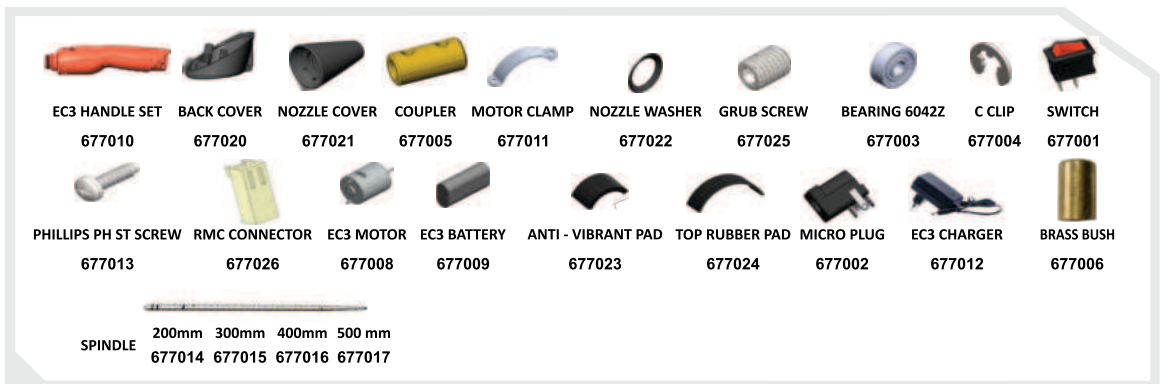 EC3 HANDLE SET BACK COVER NOZZLE COVER COUPLER MOTOR CLAMP NOZZLE WASHER GRUB SCREW BEARING 6042Z C CLIP SWITCH
677010 677020 677021 677005 677011 677022 677025 677003 677004 677001
PHILLIPS PH ST SCREW RMC CONNECTOR EC3 MOTOR EC3 BATTERY ANTI - VIBRANT PAD TOP RUBBER PAD MICRO PLUG EC3 CHARGER BRASS BUSH
677013 677026 677008 677009 677023 677024 677002 677012 677006
200mm 300mm 400mm 500 mm
SPINDLE
677014 677015 677016 677017